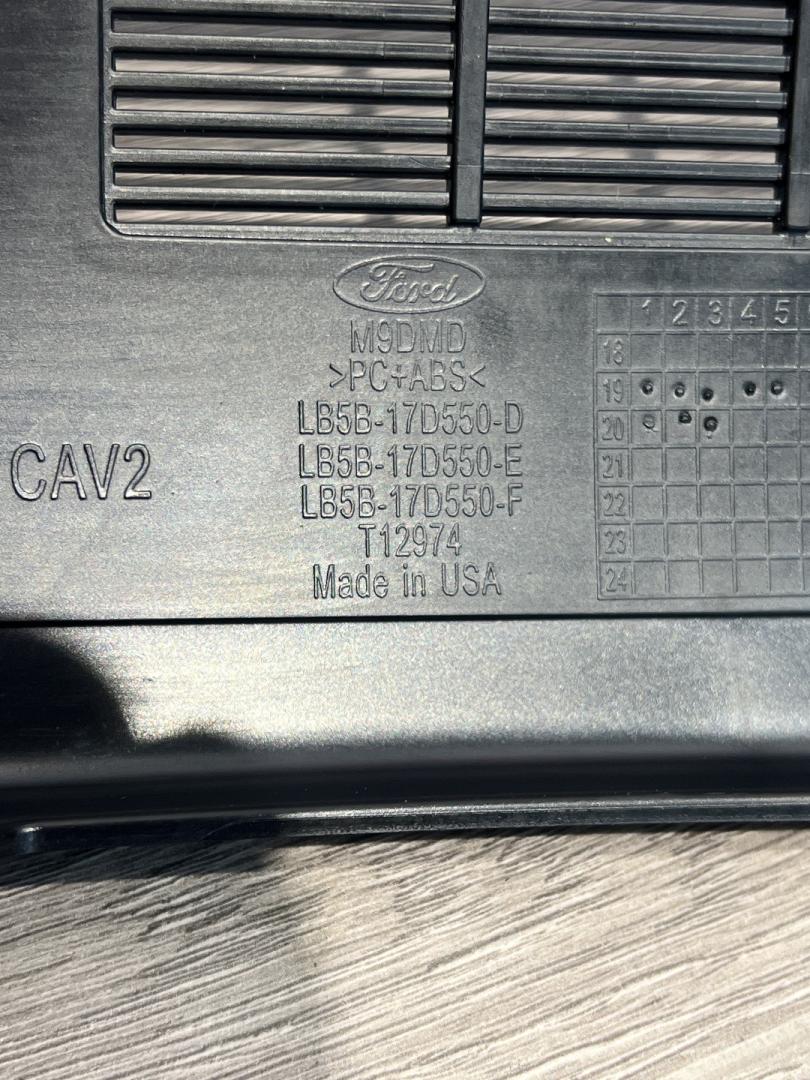 Ford
M9DMD
>PC+ABS<
LB5B-17D550-D
LB5B-17D550-E
LB5B-17D550-F
T12974
Made in USA
CAV2
1 2 3 4 5
18
19
20
21
22
23
24